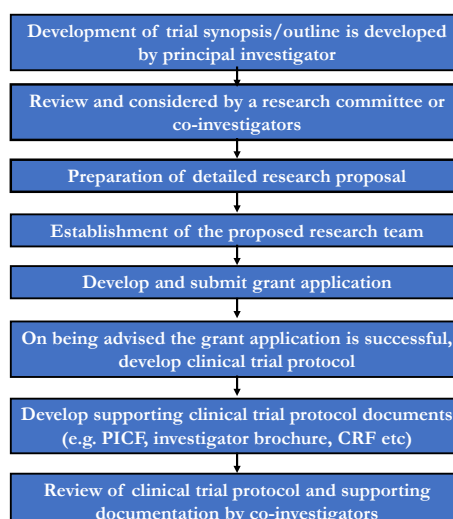 Development of trial synopsis/outline is developed
by principal investigator
Review and considered by a research committee or
co-investigators
Preparation of detailed research proposal
Establishment of the proposed research team
Develop and submit grant application
On being advised the grant application is successful,
develop clinical trial protocol
Develop supporting clinical trial protocol documents
(e.g. PICF, investigator brochure, CRF etc)
Review of clinical trial protocol and supporting
documentation by co-investigators